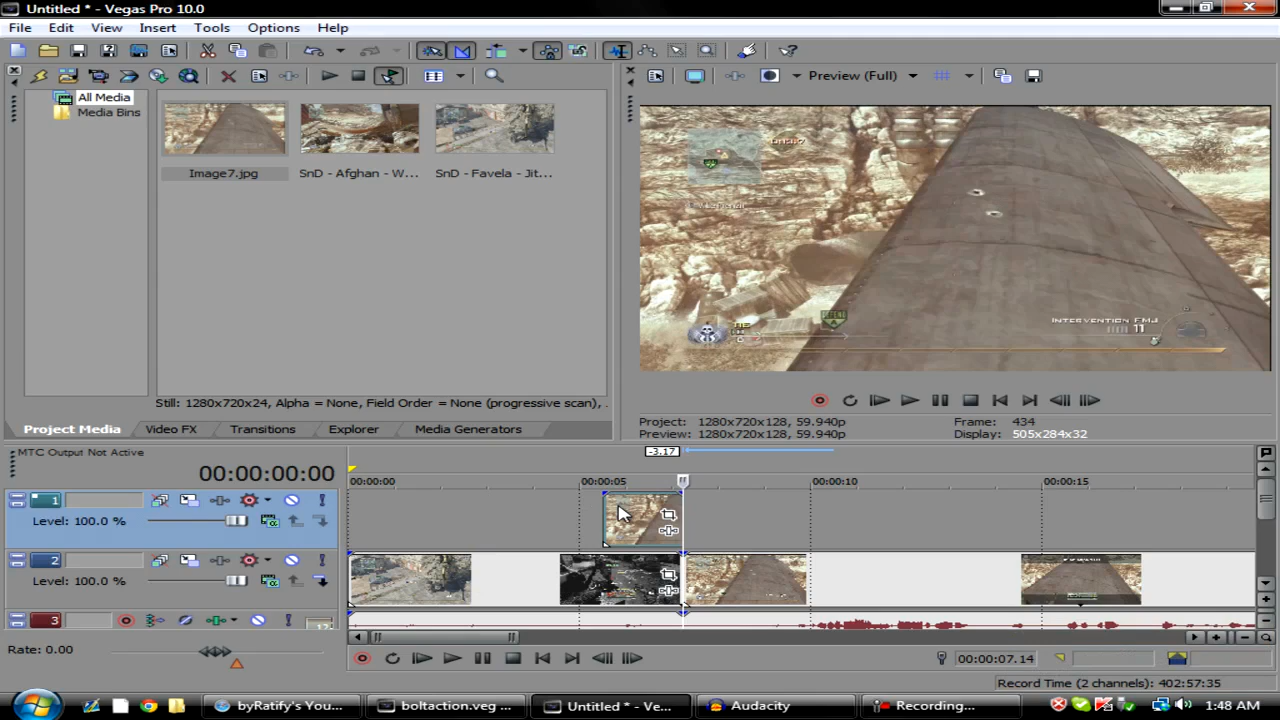 Untitled * - Vegas Pro 10.0
File Edit View Insert Tools Options Help
Preview (Full)
All Media
Media Bins
Image7.jpg
SnD - Afghan - W...
SnD - Favela - Jit...
INTERVENTION FMJ
11
Still: 1280x720x24, Alpha = None, Field Order = None (progressive scan), .
Project Media Video FX Transitions Explorer Media Generators
Project: 1280x720x128, 59.940p Frame: 434
Preview: 1280x720x128, 59.940p Display: 505x284x32
MTC Output Not Active
-3.17
00:00:00:00
00:00:00 00:00:05 00:00:10 00:00:15
1
Level: 100.0 %
2
Level: 100.0 %
3
Rate: 0.00
00:00:07.14
Record Time (2 channels): 402:57:35
byRatify's You... boltaction.veg ... Untitled * - Ve... Audacity Recording... 1:48 AM